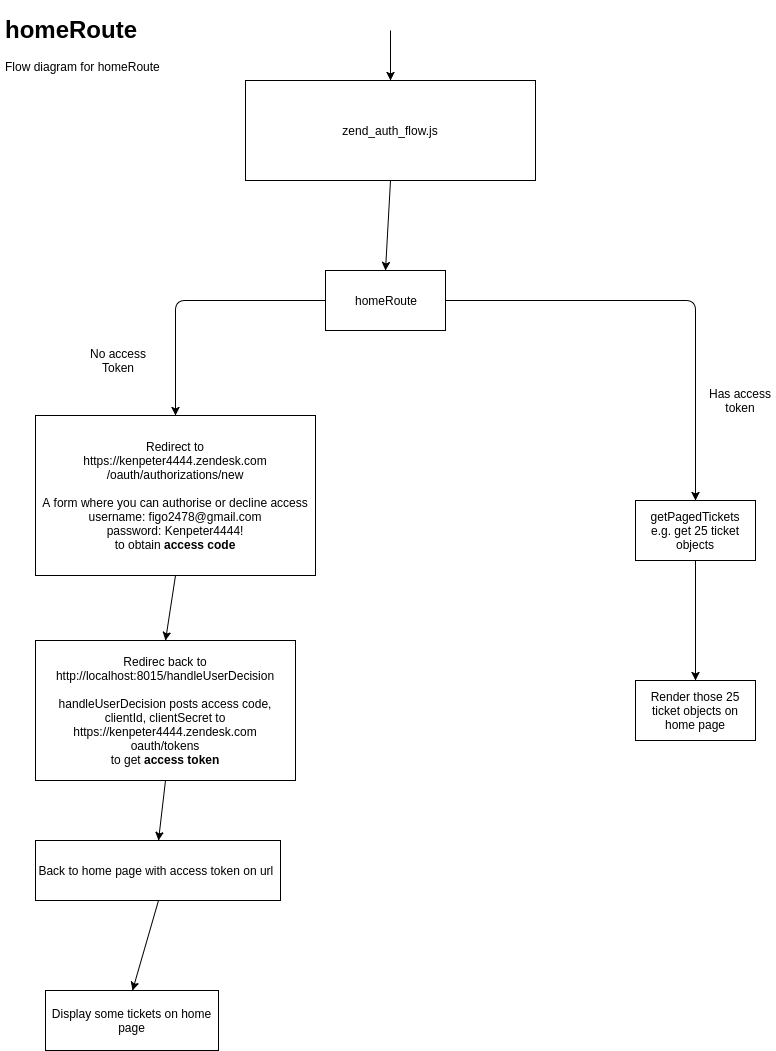 homeRoute
Flow diagram for homeRoute
zend_auth_flow.js
homeRoute
No access
Token
Has access
token
Redirect to
https://kenpeter4444.zendesk.com
/oauth/authorizations/new
A form where you can authorise or decline access
username: figo2478@gmail.com
password: Kenpeter4444!
to obtain access code
getPagedTickets
e.g. get 25 ticket
objects
Redirec back to
http://localhost:8015/handleUserDecision
handleUserDecision posts access code,
clientId, clientSecret to
https://kenpeter4444.zendesk.com
oauth/tokens
to get access token
Render those 25
ticket objects on
home page
Back to home page with access token on url
Display some tickets on home
page